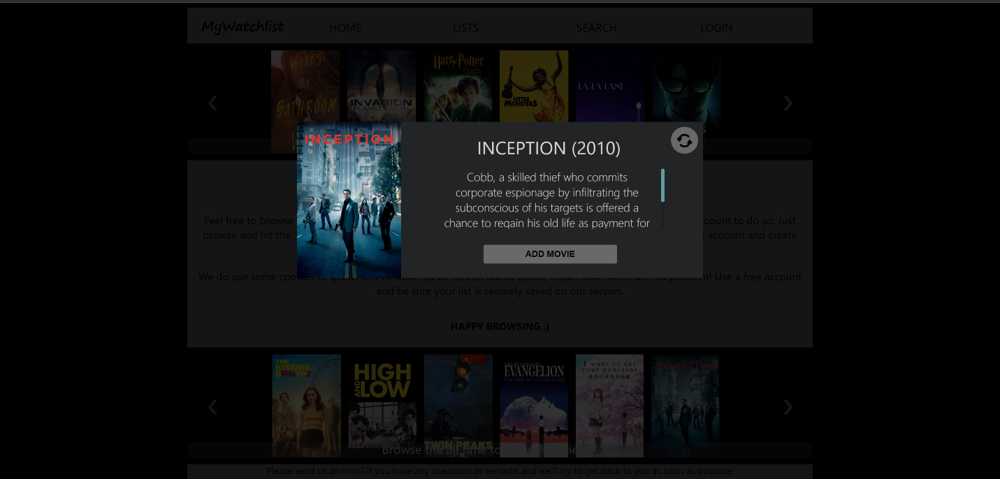 MyWatchlist HOME LISTS SEARCH LOGIN
WORDS
ON
BATHROOM
INVASION
PLANET EARTH
Harry Potter
LITTLE
MONSTERS
LA LA LAND
INCEPTION
INCEPTION (2010)
Cobb, a skilled thief who commits
corporate espionage by infiltrating the
subconscious of his targets is offered a
chance to regain his old life as payment for
ADD MOVIE
Feel free to browse
account to do so. Just
browse and hit the
account and create
We do use some cookies to get all this to work. So be careful not to delete those. Don't like that? No problem! Use a free account
and be sure your list is securely saved on our servers.
HAPPY BROWSING :)
THE
KISSING
BOOTH 2
HIGH
AND
LOW
TWIN PEAKS
EVANGELION
I want to eat
your pancreas
INCEPTION
Browse the all time to
Please send us an email if you have any questions or remarks and we'll try to get back to you as soon as possible.